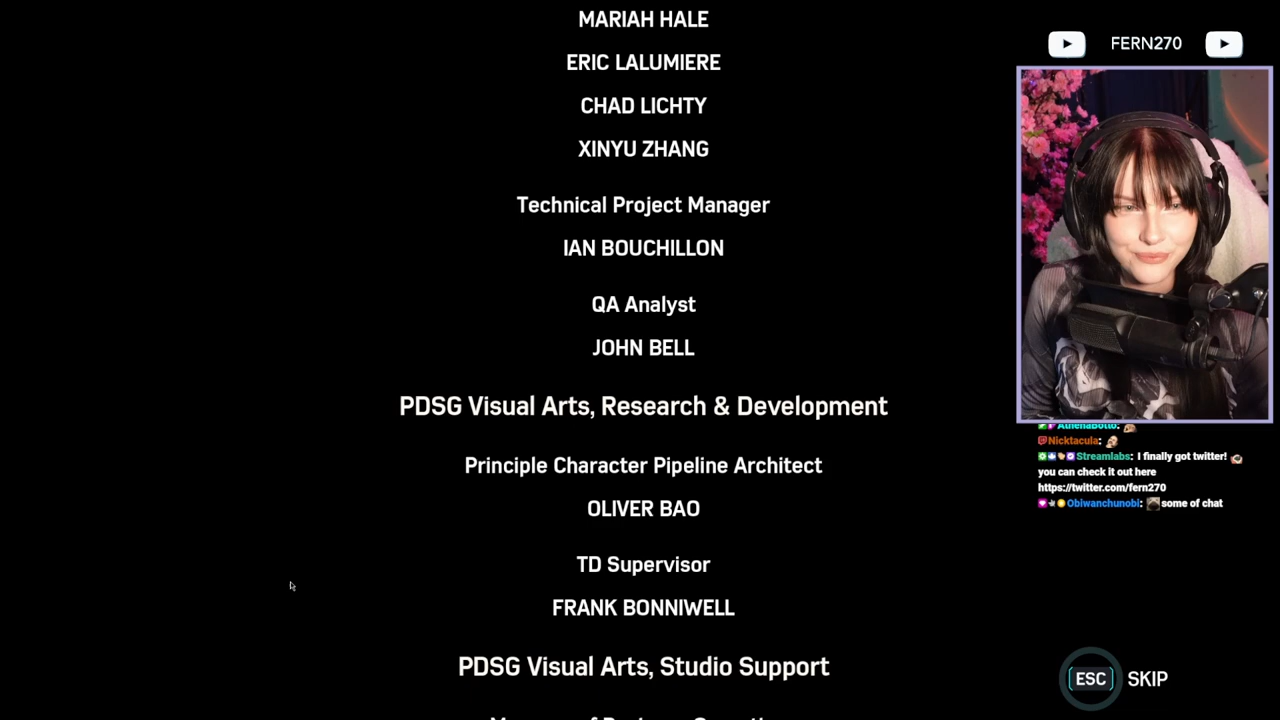 MARIAH HALE
ERIC LALUMIERE
CHAD LICHTY
XINYU ZHANG
Technical Project Manager
IAN BOUCHILLON
QA Analyst
JOHN BELL
PDSG Visual Arts, Research & Development
Principle Character Pipeline Architect
OLIVER BAO
TD Supervisor
FRANK BONNIWELL
PDSG Visual Arts, Studio Support
FERN270
AthenaBotto:
Nicktacula:
Streamlabs: I finally got twitter!
you can check it out here
https://twitter.com/fern270
Obiwanchunobi: some of chat
ESC SKIP